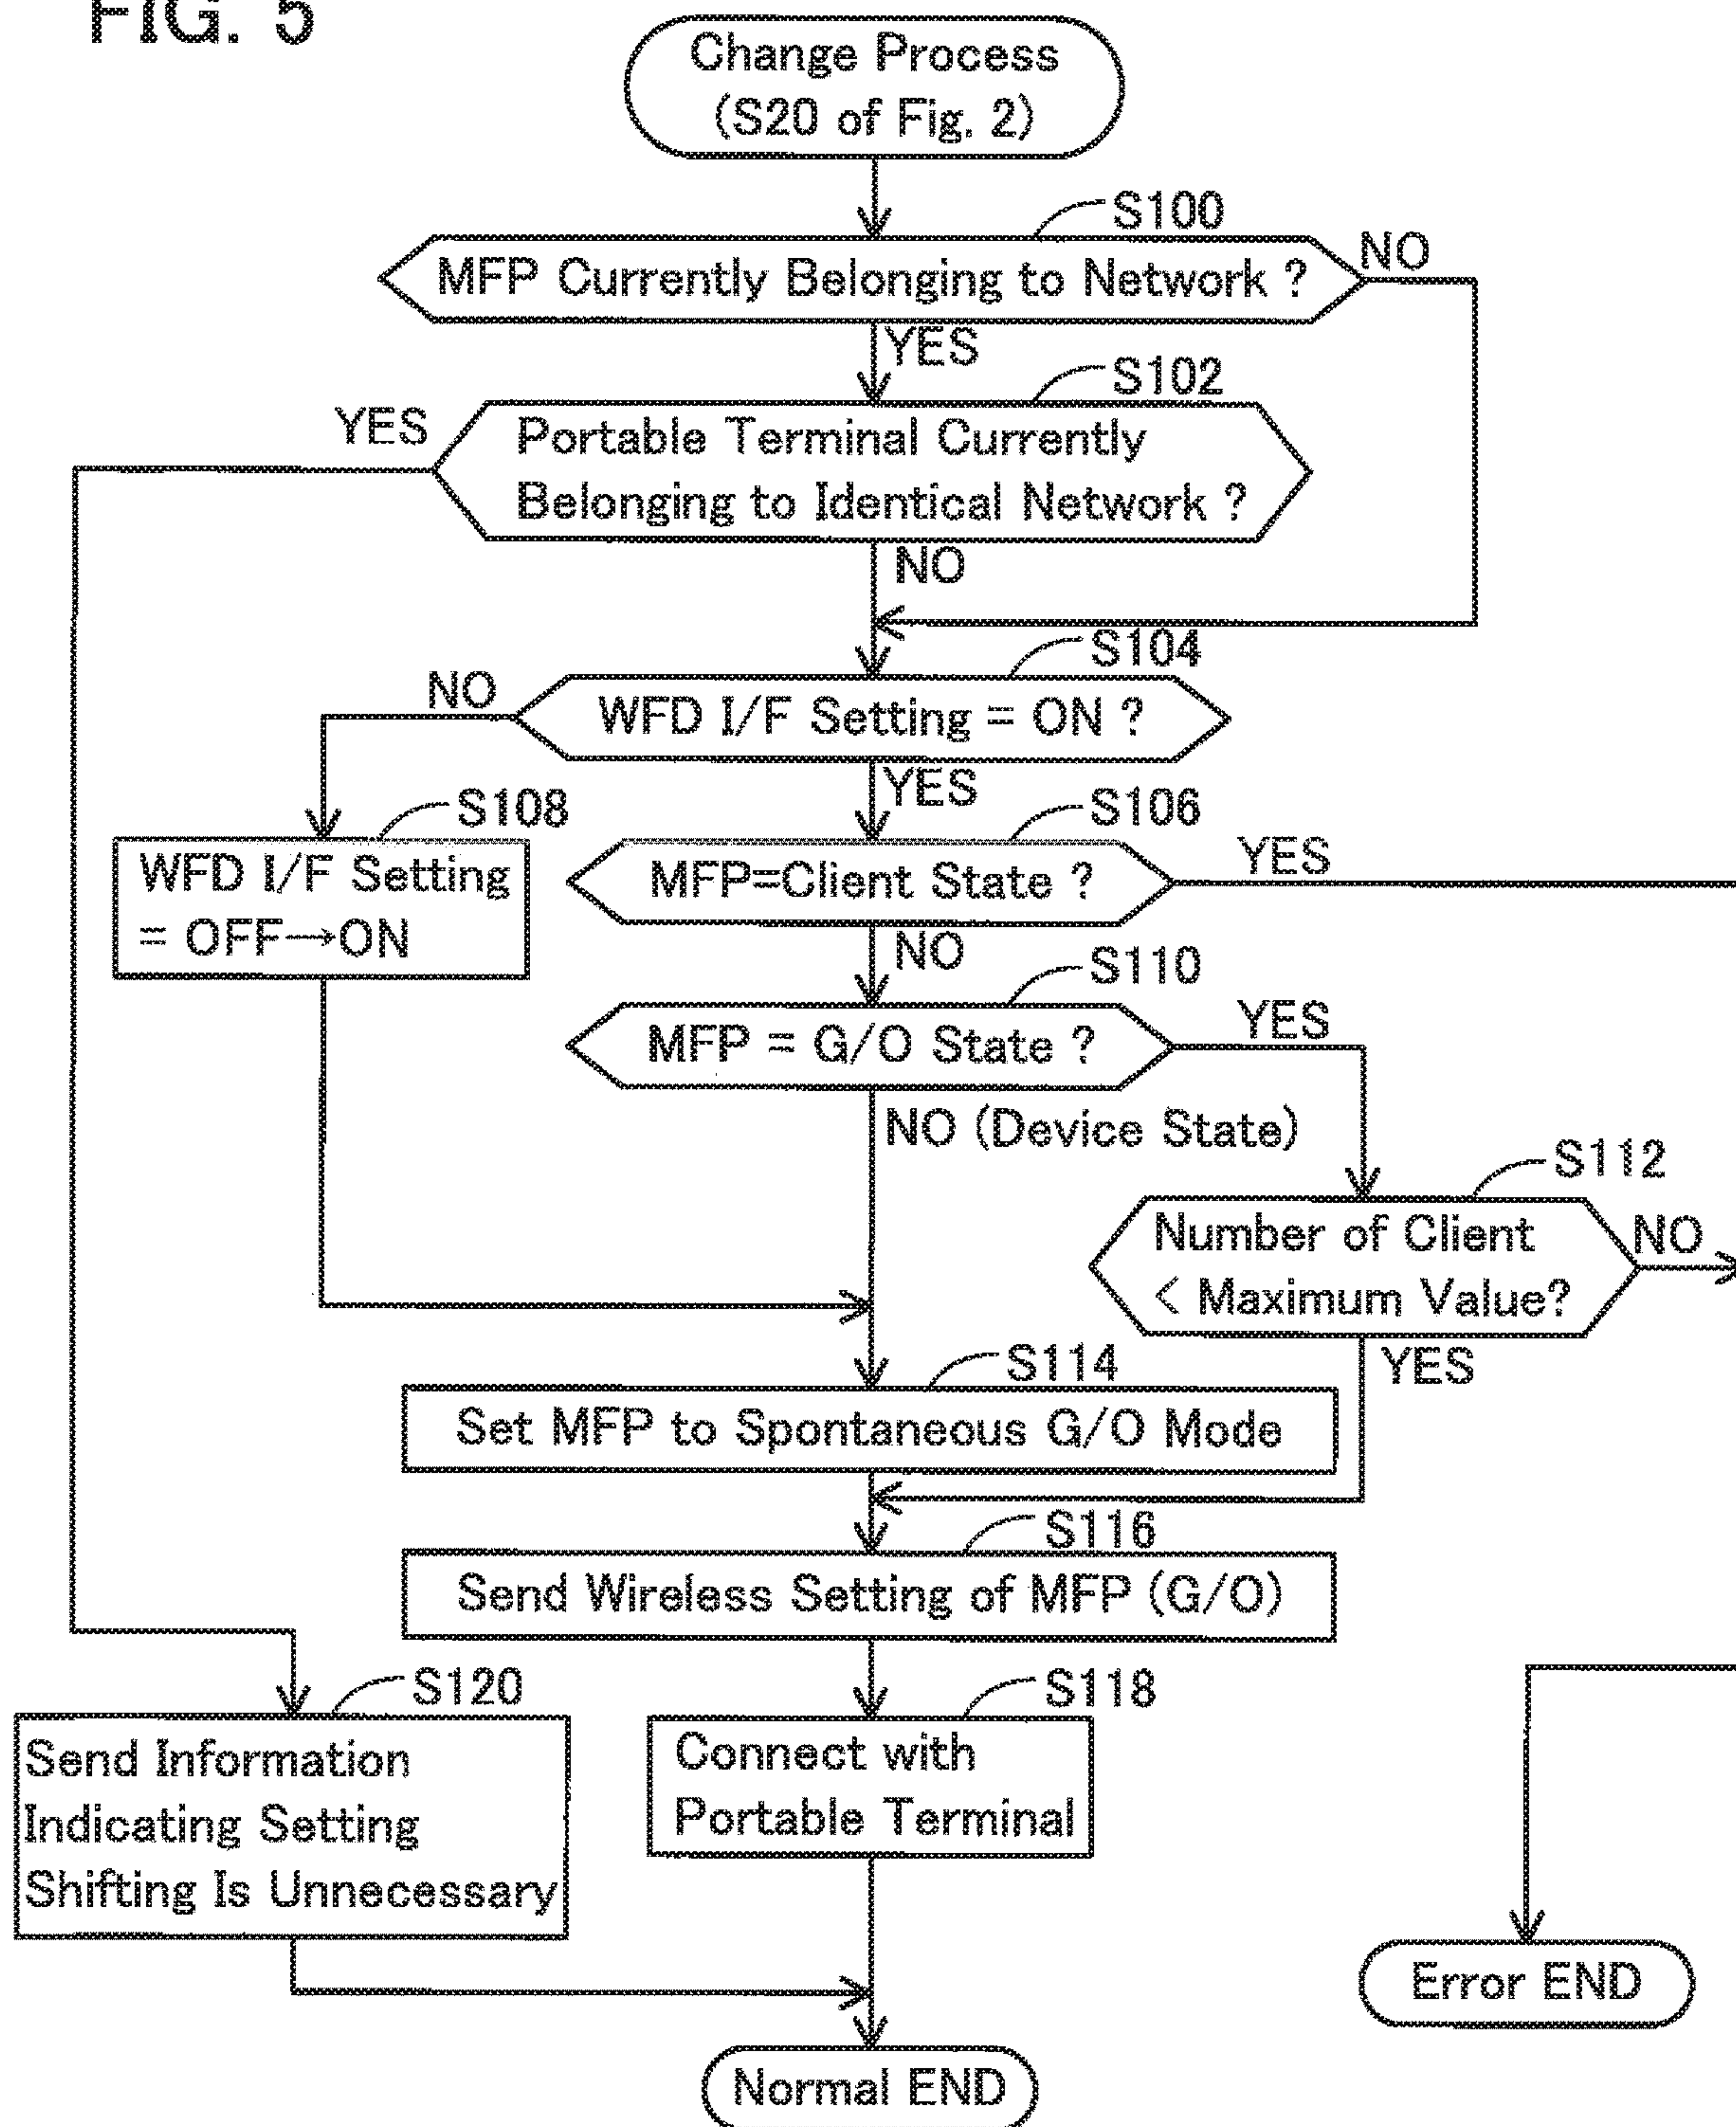 FIG. 5
Change Process
(S20 of Fig. 2)
S100
MFP Currently Belonging to Network ?
NO
YES
S102
YES
Portable Terminal Currently
Belonging to Identical Network ?
NO
S104
NO
WFD I/F Setting = ON ?
YES
S108
S106
WFD I/F Setting
= OFF→ON
MFP=Client State ?
YES
NO
S110
MFP = G/O State ?
YES
NO (Device State)
S112
Number of Client
< Maximum Value?
NO
YES
S114
Set MFP to Spontaneous G/O Mode
S116
Send Wireless Setting of MFP (G/O)
S120
S118
Send Information
Indicating Setting
Shifting Is Unnecessary
Connect with
Portable Terminal
Error END
Normal END